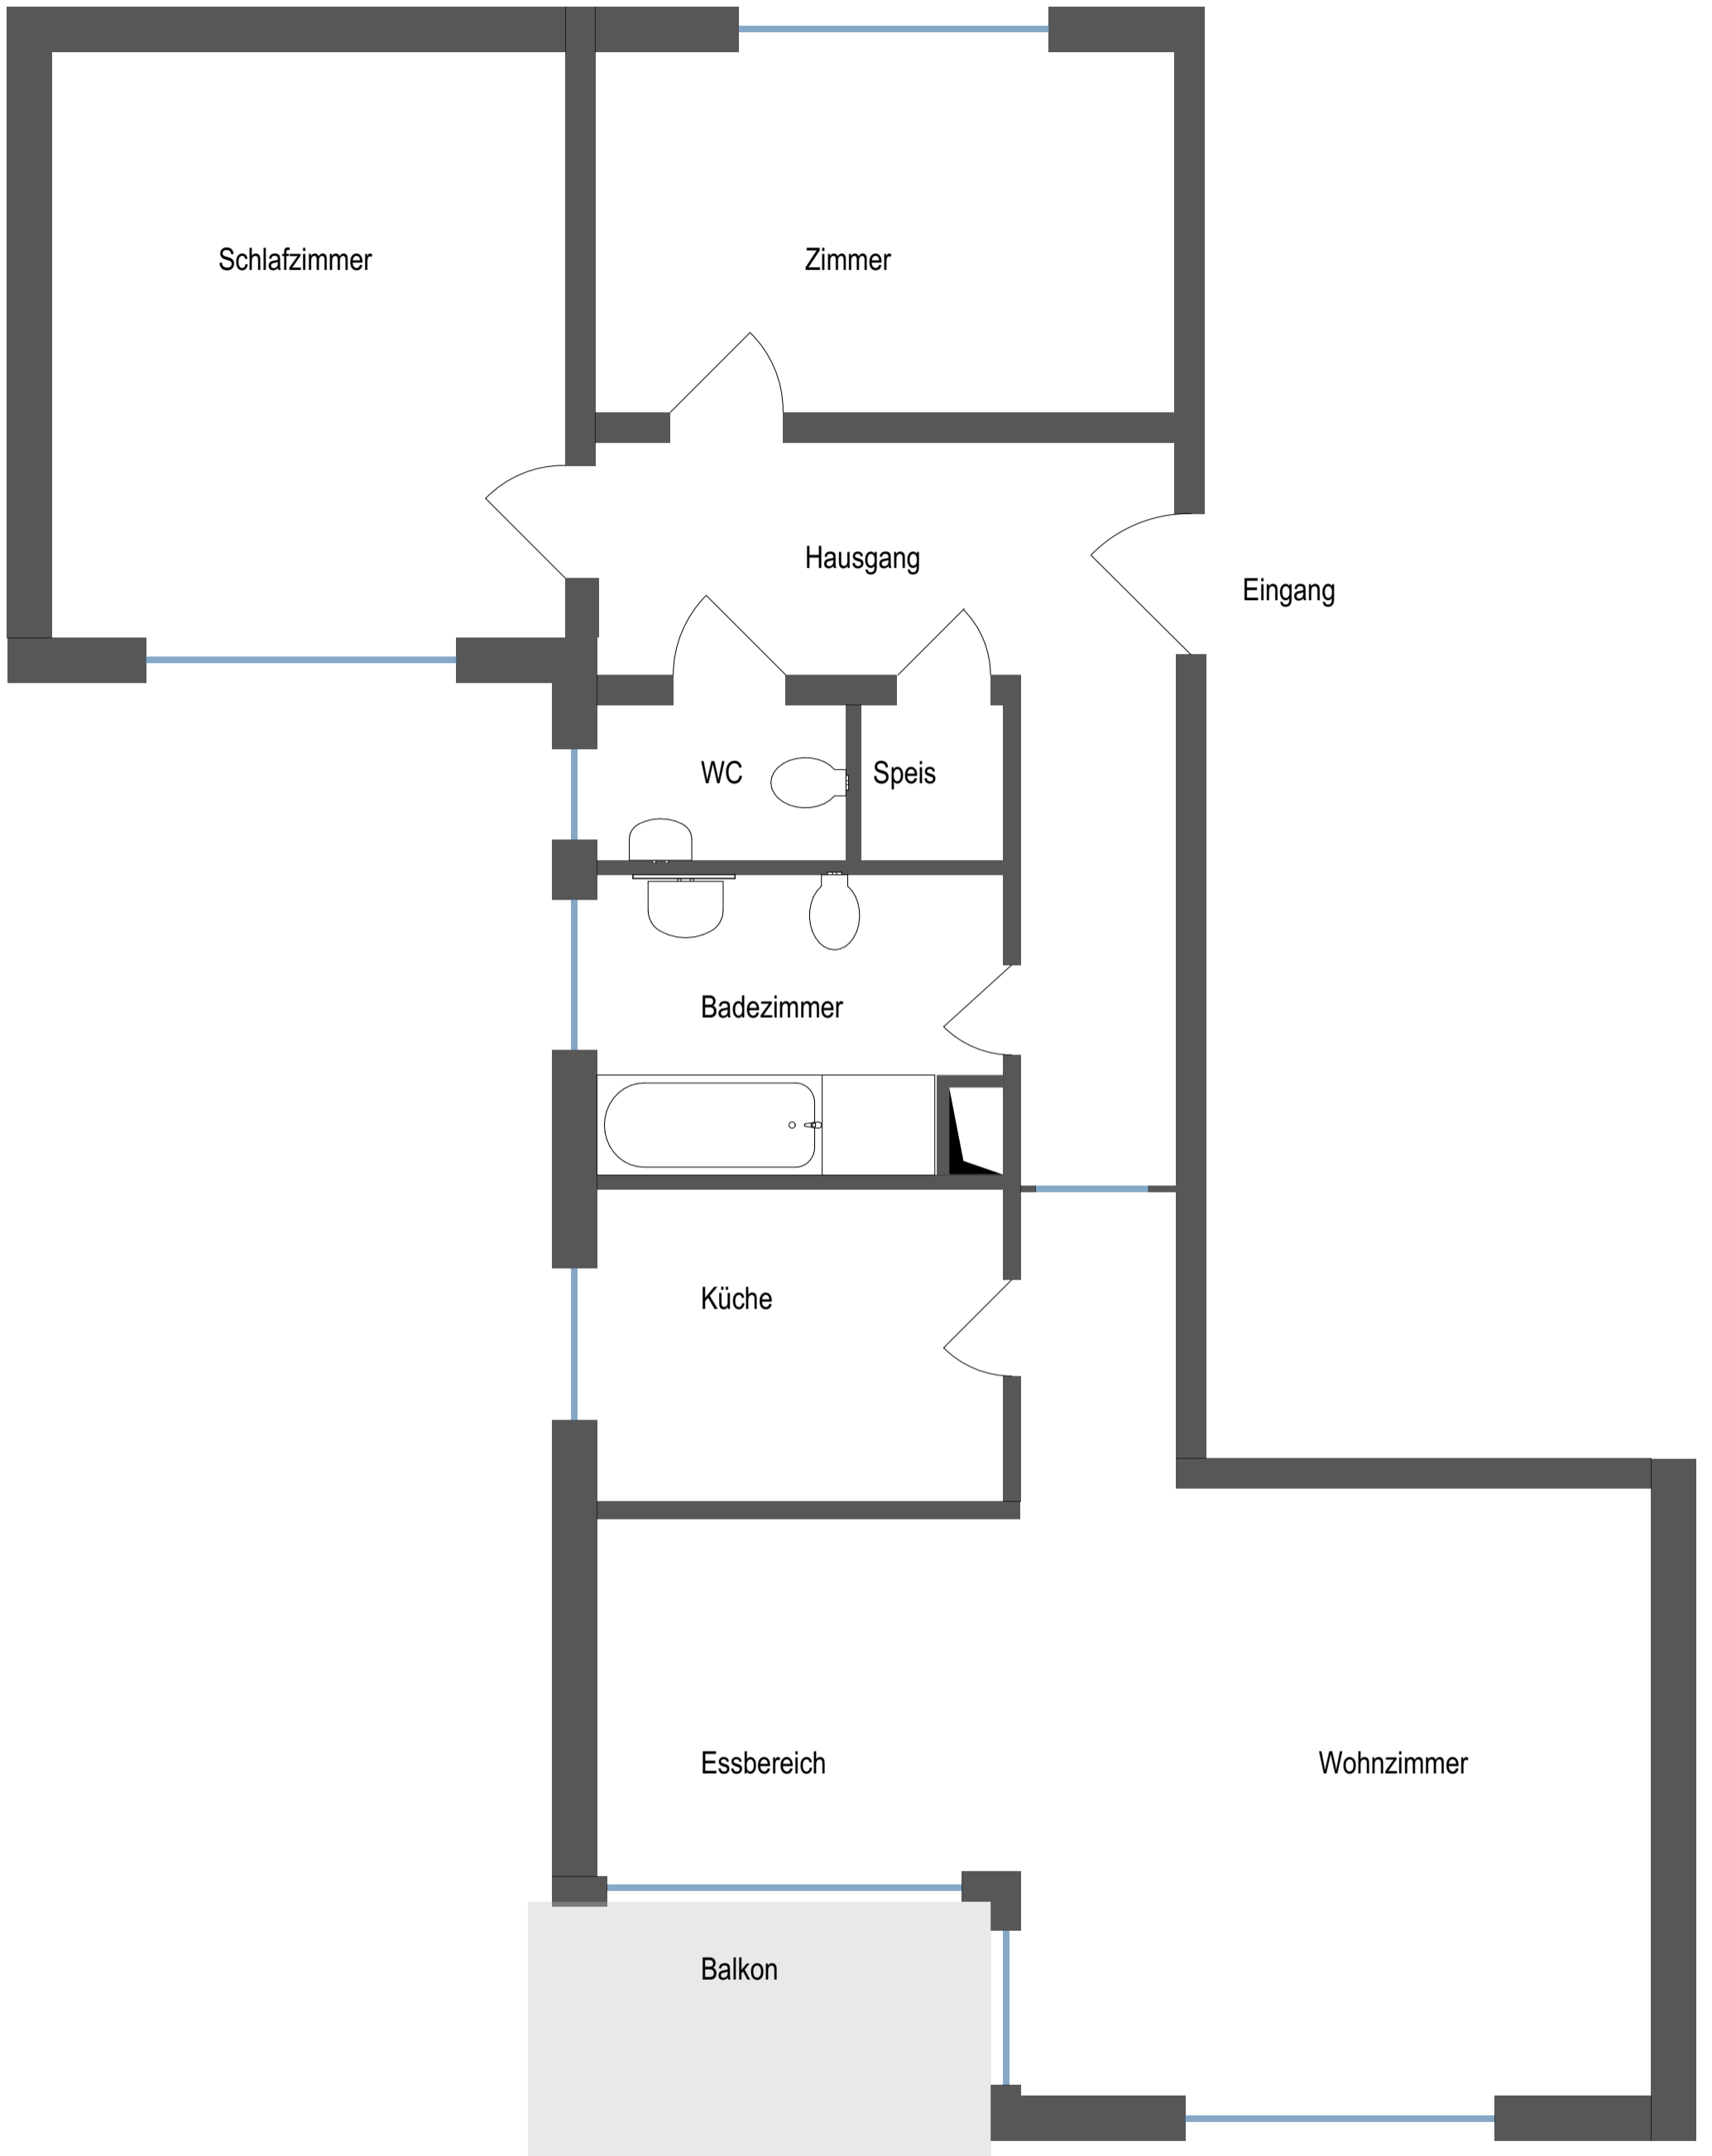 Schlafzimmer
Zimmer
Hausgang
Eingang
WC
Speis
Badezimmer
Küche
Essbereich
Wohnzimmer
Balkon